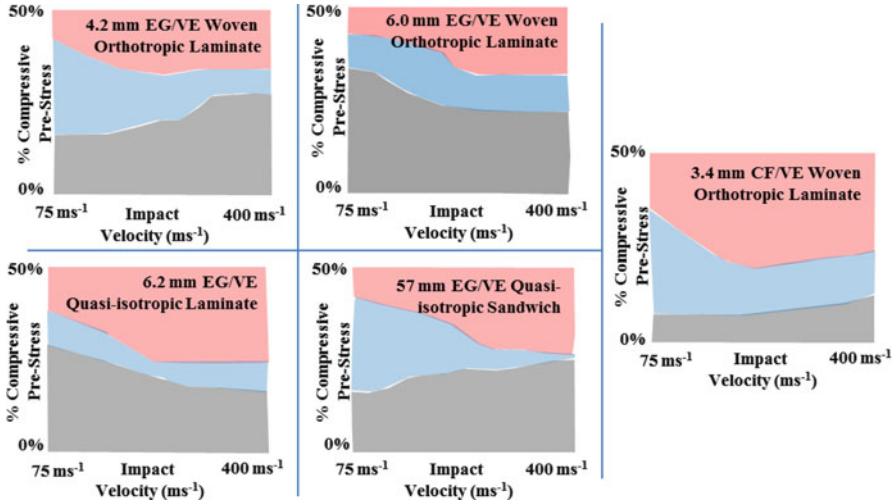 50%
4.2 mm EG/VE Woven
Orthotropic Laminate
% Compressive
Pre-Stress
0%
75 ms⁻¹ Impact 400 ms⁻¹
Velocity (ms⁻¹)
50%
6.0 mm EG/VE Woven
Orthotropic Laminate
% Compressive
Pre-Stress
0%
75 ms⁻¹ Impact 400 ms⁻¹
Velocity (ms⁻¹)
50%
3.4 mm CF/VE Woven
Orthotropic Laminate
% Compressive
Pre-Stress
0%
75 ms⁻¹ Impact 400 ms⁻¹
Velocity (ms⁻¹)
50%
6.2 mm EG/VE
Quasi-isotropic Laminate
% Compressive
Pre-Stress
0%
75 ms⁻¹ Impact 400 ms⁻¹
Velocity (ms⁻¹)
50%
57 mm EG/VE Quasi-
isotropic Sandwich
% Compressive
Pre-Stress
0%
75 ms⁻¹ Impact 400 ms⁻¹
Velocity (ms⁻¹)